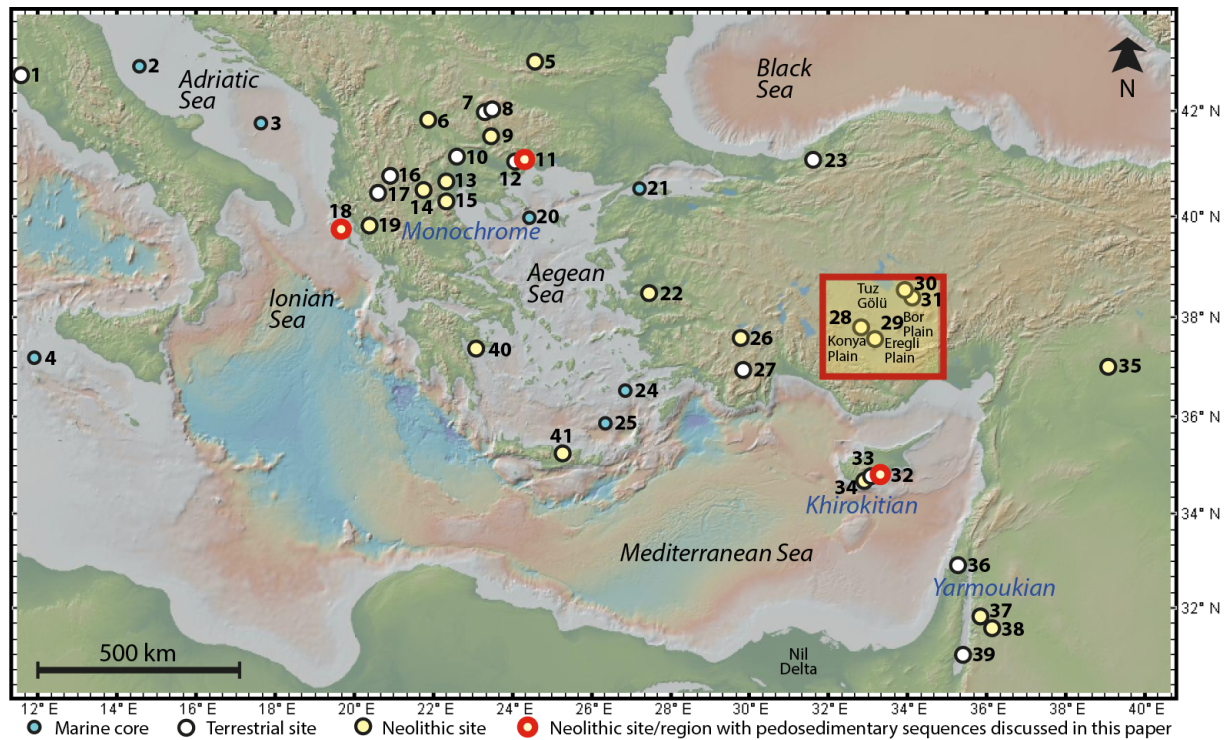 1
2
Adriatic
Sea
3
4
5
Black
Sea
N
6
7
8
9
10
11
12
13
14
15
16
17
18
19
Monochrome
20
21
22
23
Aegean
Sea
Ionian
Sea
24
25
26
27
Tuz
Gölü
30
31
28
29
Bor
Plain
Konya
Plain
Eregli
Plain
35
40
41
33
32
34
Khirokitian
Mediterranean Sea
36
Yarmoukian
37
38
39
Nil
Delta
500 km
42° N
40° N
38° N
36° N
34° N
32° N
12° E 14° E 16° E 18° E 20° E 22° E 24° E 26° E 28° E 30° E 32° E 34° E 36° E 38° E 40° E
Marine core Terrestrial site Neolithic site Neolithic site/region with pedosedimentary sequences discussed in this paper